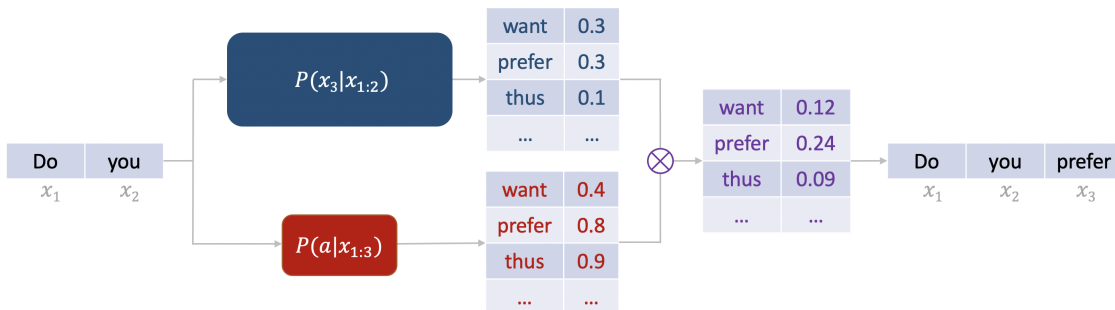 Do you
x₁ x₂
P(x₃|x₁:₂)
want 0.3
prefer 0.3
thus 0.1
... ...
P(a|x₁:₃)
want 0.4
prefer 0.8
thus 0.9
... ...
want 0.12
prefer 0.24
thus 0.09
... ...
Do you prefer
x₁ x₂ x₃